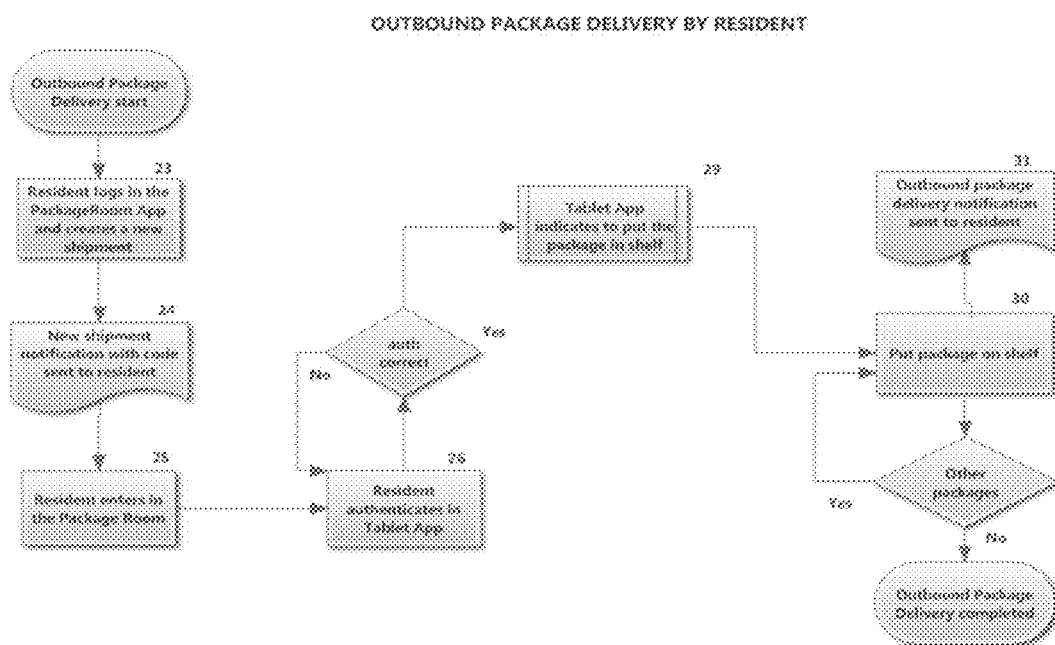 OUTBOUND PACKAGE DELIVERY BY RESIDENT
Outbound Package
Delivery start
23
Resident logs in the
PackageRoom App
and creates a new
shipment
24
New shipment
notification with code
sent to resident
25
Resident enters in
the Package Room
26
Resident
authenticates in
Tablet App
auth
correct
No
Yes
29
Tablet App
indicates to put the
package in shelf
31
Outbound package
delivery notification
sent to resident
30
Put package on shelf
Other
packages
Yes
No
Outbound Package
Delivery completed